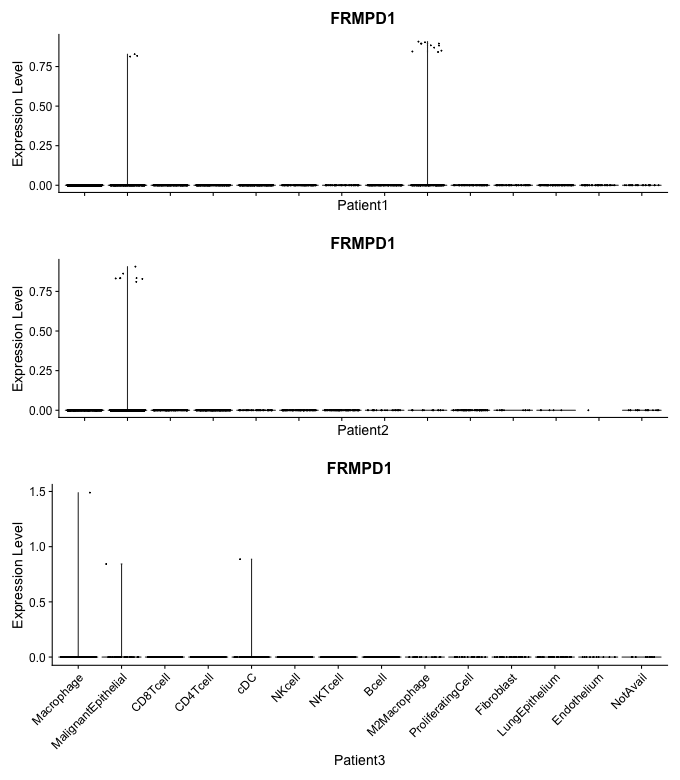 FRMPD1
Expression Level
0.75
0.50
0.25
0.00
Patient1
FRMPD1
Expression Level
0.75
0.50
0.25
0.00
Patient2
FRMPD1
Expression Level
1.5
1.0
0.5
0.0
Macrophage
MalignantEpithelial
CD8Tcell
CD4Tcell
cDC
NKcell
NKTcell
Bcell
M2Macrophage
ProliferatingCell
Fibroblast
LungEpithelium
Endothelium
NotAvail
Patient3